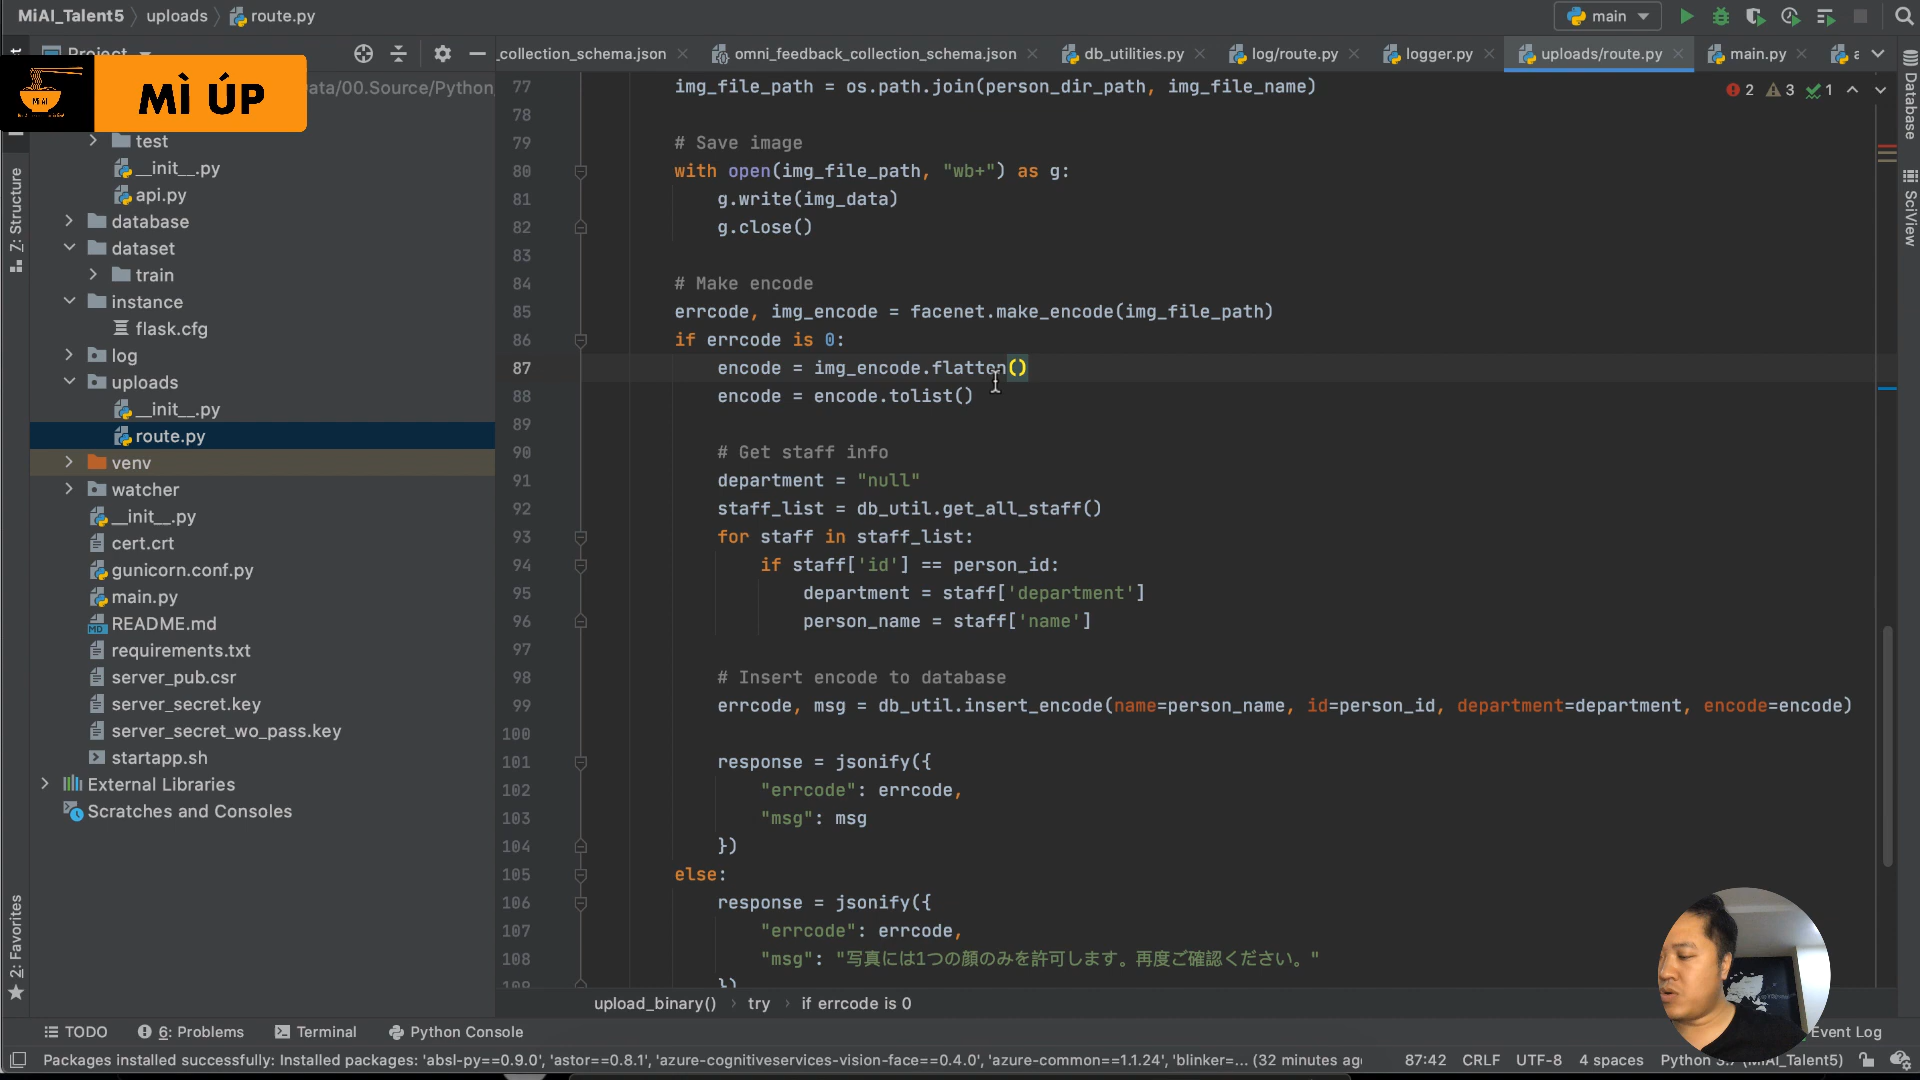 MiAI_Talent5 uploads route.py
main
Project
Mì AI
MÌ ÚP
ata/00.Source/Python
collection_schema.json
omni_feedback_collection_schema.json
db_utilities.py
log/route.py
logger.py
uploads/route.py
main.py
2 3 1
test
__init__.py
api.py
database
dataset
train
instance
flask.cfg
log
uploads
__init__.py
route.py
venv
watcher
__init__.py
cert.crt
gunicorn.conf.py
main.py
README.md
requirements.txt
server_pub.csr
server_secret.key
server_secret_wo_pass.key
startapp.sh
External Libraries
Scratches and Consoles
Z: Structure
2: Favorites
Database
SciView
77 img_file_path = os.path.join(person_dir_path, img_file_name)
78
79 # Save image
80 with open(img_file_path, "wb+") as g:
81 g.write(img_data)
82 g.close()
83
84 # Make encode
85 errcode, img_encode = facenet.make_encode(img_file_path)
86 if errcode is 0:
87 encode = img_encode.flatten()
88 encode = encode.tolist()
89
90 # Get staff info
91 department = "null"
92 staff_list = db_util.get_all_staff()
93 for staff in staff_list:
94 if staff['id'] == person_id:
95 department = staff['department']
96 person_name = staff['name']
97
98 # Insert encode to database
99 errcode, msg = db_util.insert_encode(name=person_name, id=person_id, department=department, encode=encode)
100
101 response = jsonify({
102 "errcode": errcode,
103 "msg": msg
104 })
105 else:
106 response = jsonify({
107 "errcode": errcode,
108 "msg": "写真には1つの顔のみを許可します。再度ご確認ください。"
109 })
upload_binary() try if errcode is 0
TODO 6: Problems Terminal Python Console Event Log
Packages installed successfully: Installed packages: 'absl-py==0.9.0', 'astor==0.8.1', 'azure-cognitiveservices-vision-face==0.4.0', 'azure-common==1.1.24', 'blinker=... (32 minutes ag
87:42 CRLF UTF-8 4 spaces Python 3.7 (MiAI_Talent5)